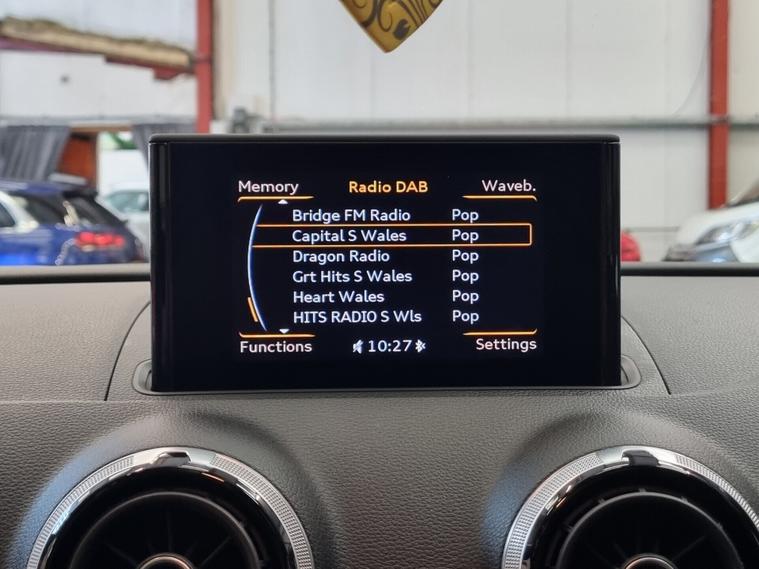 Memory Radio DAB Waveb.
Bridge FM Radio Pop
Capital S Wales Pop
Dragon Radio Pop
Grt Hits S Wales Pop
Heart Wales Pop
HITS RADIO S Wls Pop
Functions 10:27 Settings